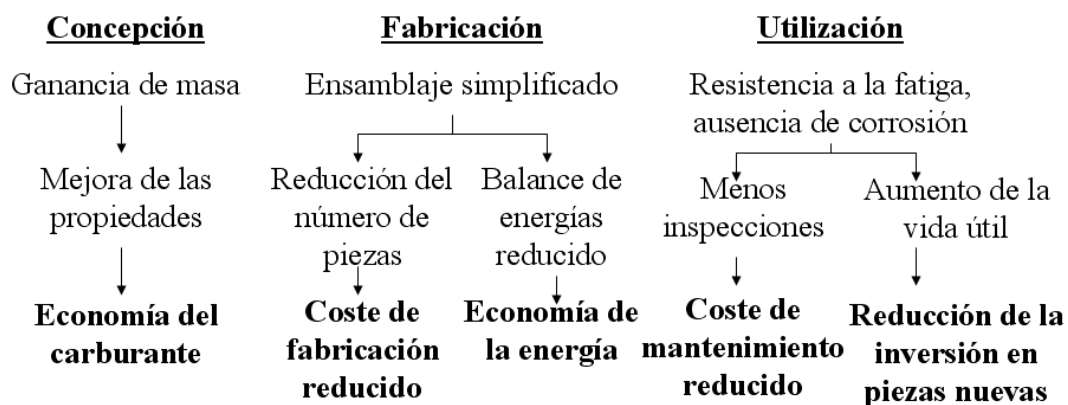 Concepción
Ganancia de masa
Mejora de las
propiedades
Economía del
carburante
Fabricación
Ensamblaje simplificado
Reducción del
número de
piezas
Coste de
fabricación
reducido
Balance de
energías
reducido
Economía de
la energía
Utilización
Resistencia a la fatiga,
ausencia de corrosión
Menos
inspecciones
Coste de
mantenimiento
reducido
Aumento de la
vida útil
Reducción de la
inversión en
piezas nuevas